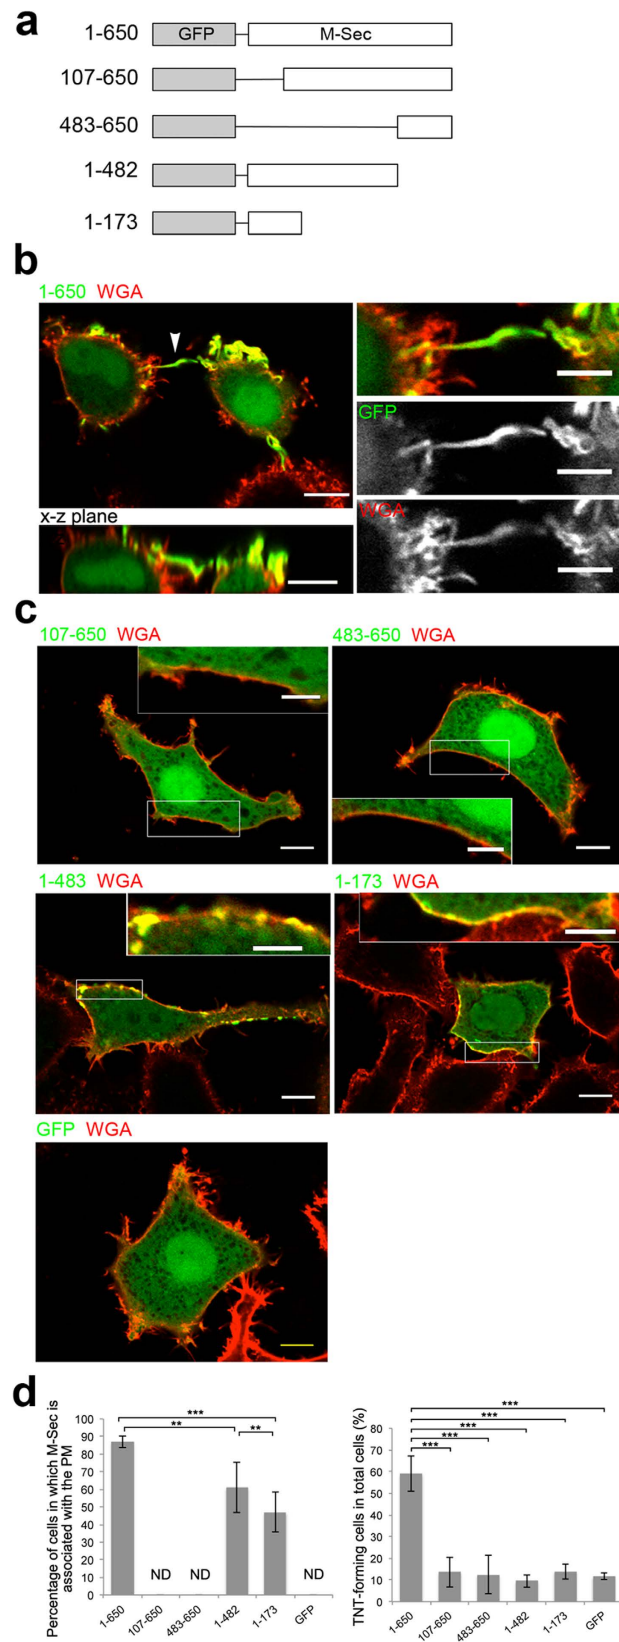 a
1-650 GFP M-Sec
107-650
483-650
1-482
1-173
b
1-650 WGA
GFP
x-z plane
WGA
c
107-650 WGA
483-650 WGA
1-483 WGA
1-173 WGA
GFP WGA
d
Percentage of cells in which M-Sec is
associated with the PM
100
90
80
70
60
50
40
30
20
10
0
***
**
**
ND
ND
ND
1-650
107-650
483-650
1-482
1-173
GFP
TNT-forming cells in total cells (%)
80
70
60
50
40
30
20
10
0
***
***
***
***
***
1-650
107-650
483-650
1-482
1-173
GFP